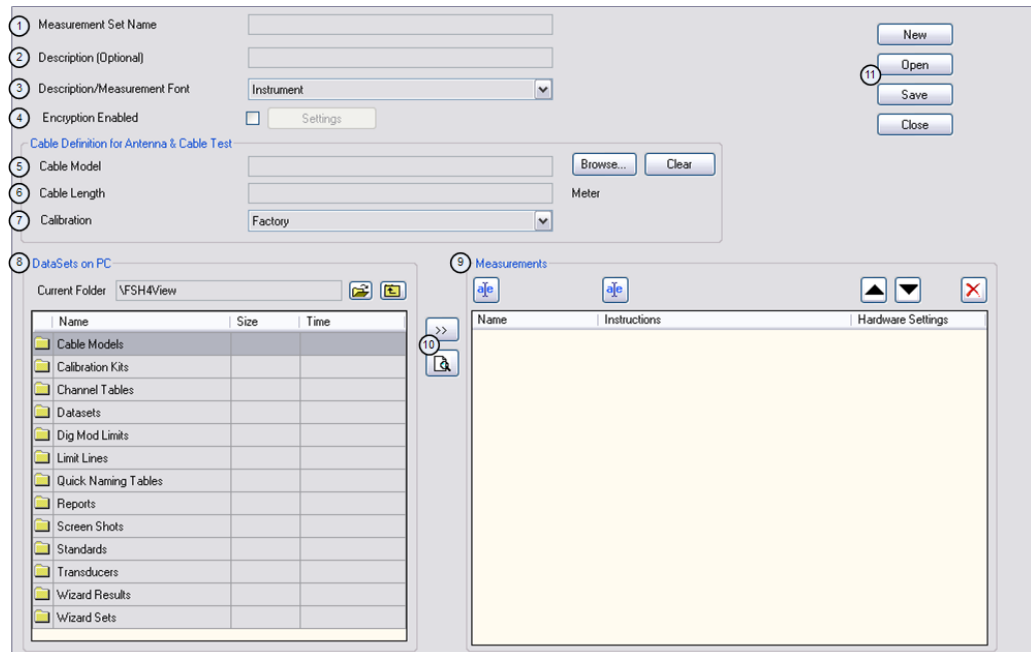 1 Measurement Set Name
New
2 Description (Optional)
Open
11
3 Description/Measurement Font Instrument
Save
4 Encryption Enabled Settings
Close
Cable Definition for Antenna & Cable Test
5 Cable Model Browse... Clear
6 Cable Length Meter
7 Calibration Factory
8 DataSets on PC
Current Folder \FSH4View
Name Size Time
Cable Models
Calibration Kits
Channel Tables
Datasets
Dig Mod Limits
Limit Lines
Quick Naming Tables
Reports
Screen Shots
Standards
Transducers
Wizard Results
Wizard Sets
>>
10
9 Measurements
a|e a|e
Name Instructions Hardware Settings